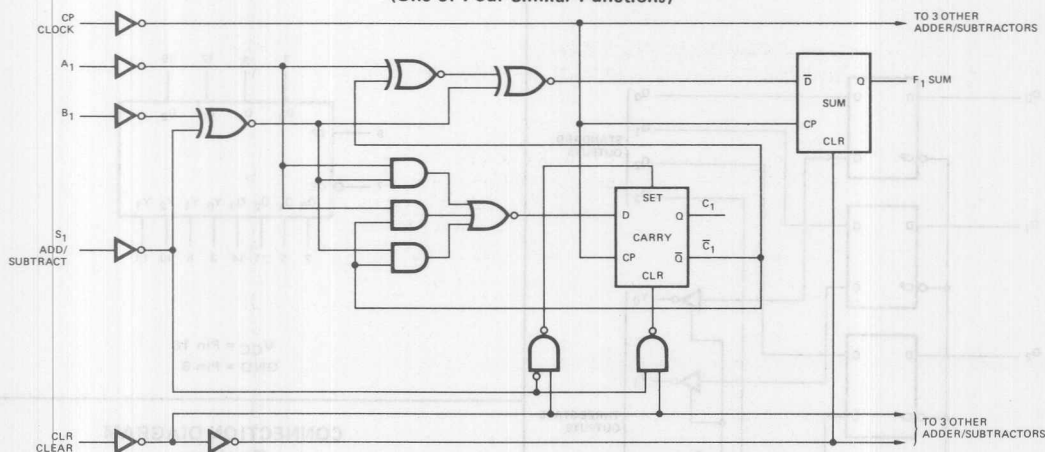 (One of Four Similar Functions)
CP
CLOCK
TO 3 OTHER
ADDER/SUBTRACTORS
A₁
D̅ Q
F₁ SUM
SUM
B₁
CP
CLR
SET
D Q
C₁
CARRY
S₁
ADD/
SUBTRACT
CP Q̅
C̅₁
CLR
CLR
CLEAR
TO 3 OTHER
ADDER/SUBTRACTORS
VCC = Pin 16
GND = Pin 8
CONNECTION DIAGRAM